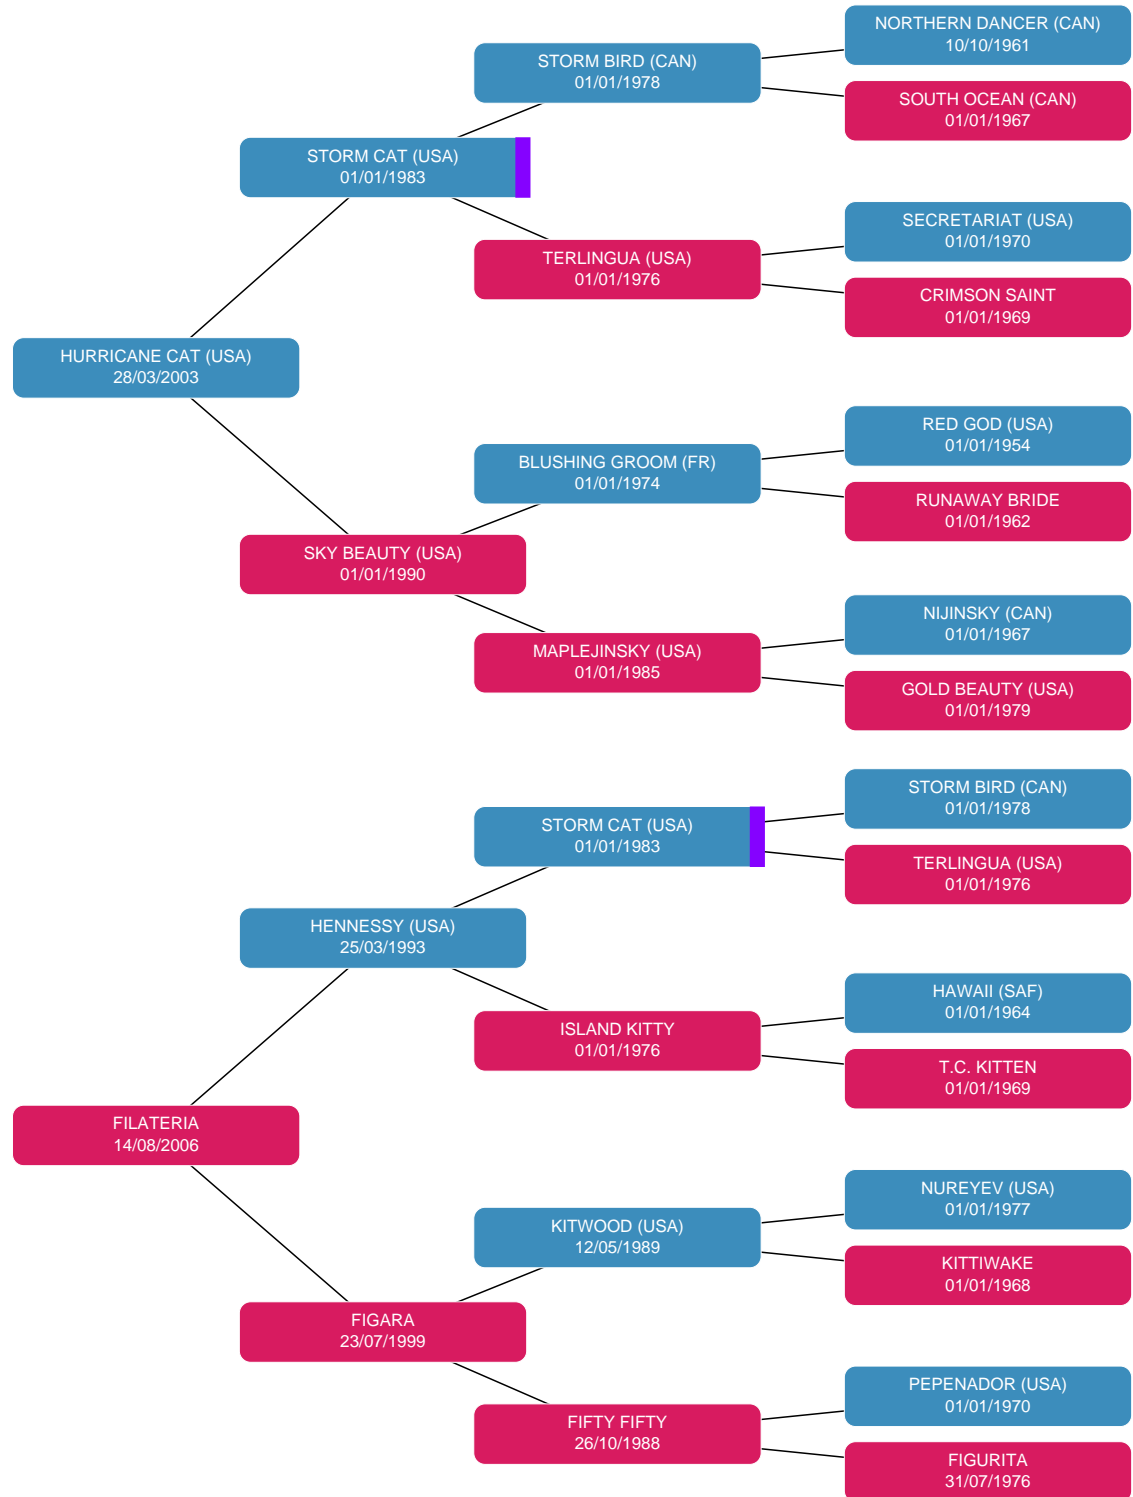 NORTHERN DANCER (CAN)
10/10/1961
STORM BIRD (CAN)
01/01/1978
SOUTH OCEAN (CAN)
01/01/1967
STORM CAT (USA)
01/01/1983
SECRETARIAT (USA)
01/01/1970
TERLINGUA (USA)
01/01/1976
CRIMSON SAINT
01/01/1969
HURRICANE CAT (USA)
28/03/2003
RED GOD (USA)
01/01/1954
BLUSHING GROOM (FR)
01/01/1974
RUNAWAY BRIDE
01/01/1962
SKY BEAUTY (USA)
01/01/1990
NIJINSKY (CAN)
01/01/1967
MAPLEJINSKY (USA)
01/01/1985
GOLD BEAUTY (USA)
01/01/1979
STORM BIRD (CAN)
01/01/1978
STORM CAT (USA)
01/01/1983
TERLINGUA (USA)
01/01/1976
HENNESSY (USA)
25/03/1993
HAWAII (SAF)
01/01/1964
ISLAND KITTY
01/01/1976
T.C. KITTEN
01/01/1969
FILATERIA
14/08/2006
NUREYEV (USA)
01/01/1977
KITWOOD (USA)
12/05/1989
KITTIWAKE
01/01/1968
FIGARA
23/07/1999
PEPENADOR (USA)
01/01/1970
FIFTY FIFTY
26/10/1988
FIGURITA
31/07/1976